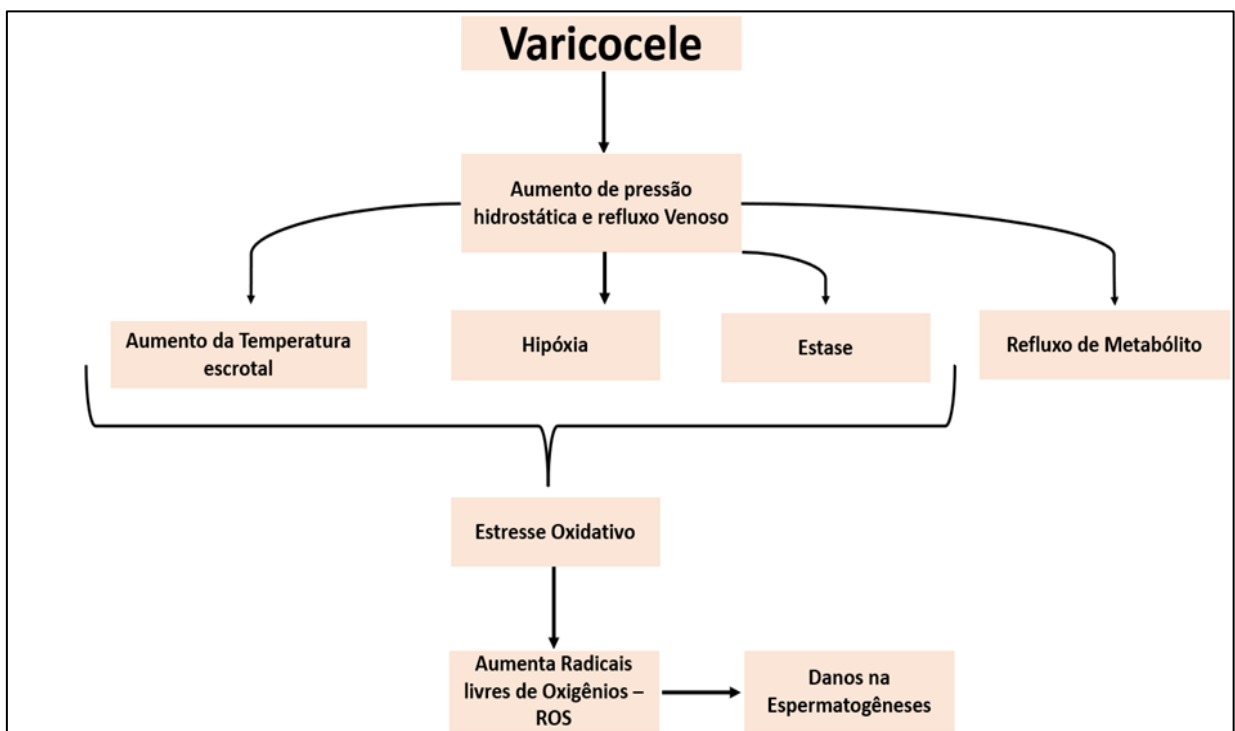 Varicocele
Aumento de pressão
hidrostática e refluxo Venoso
Aumento da Temperatura
escrotal
Hipóxia
Estase
Refluxo de Metabólito
Estresse Oxidativo
Aumenta Radicais
livres de Oxigênios –
ROS
Danos na
Espermatogêneses